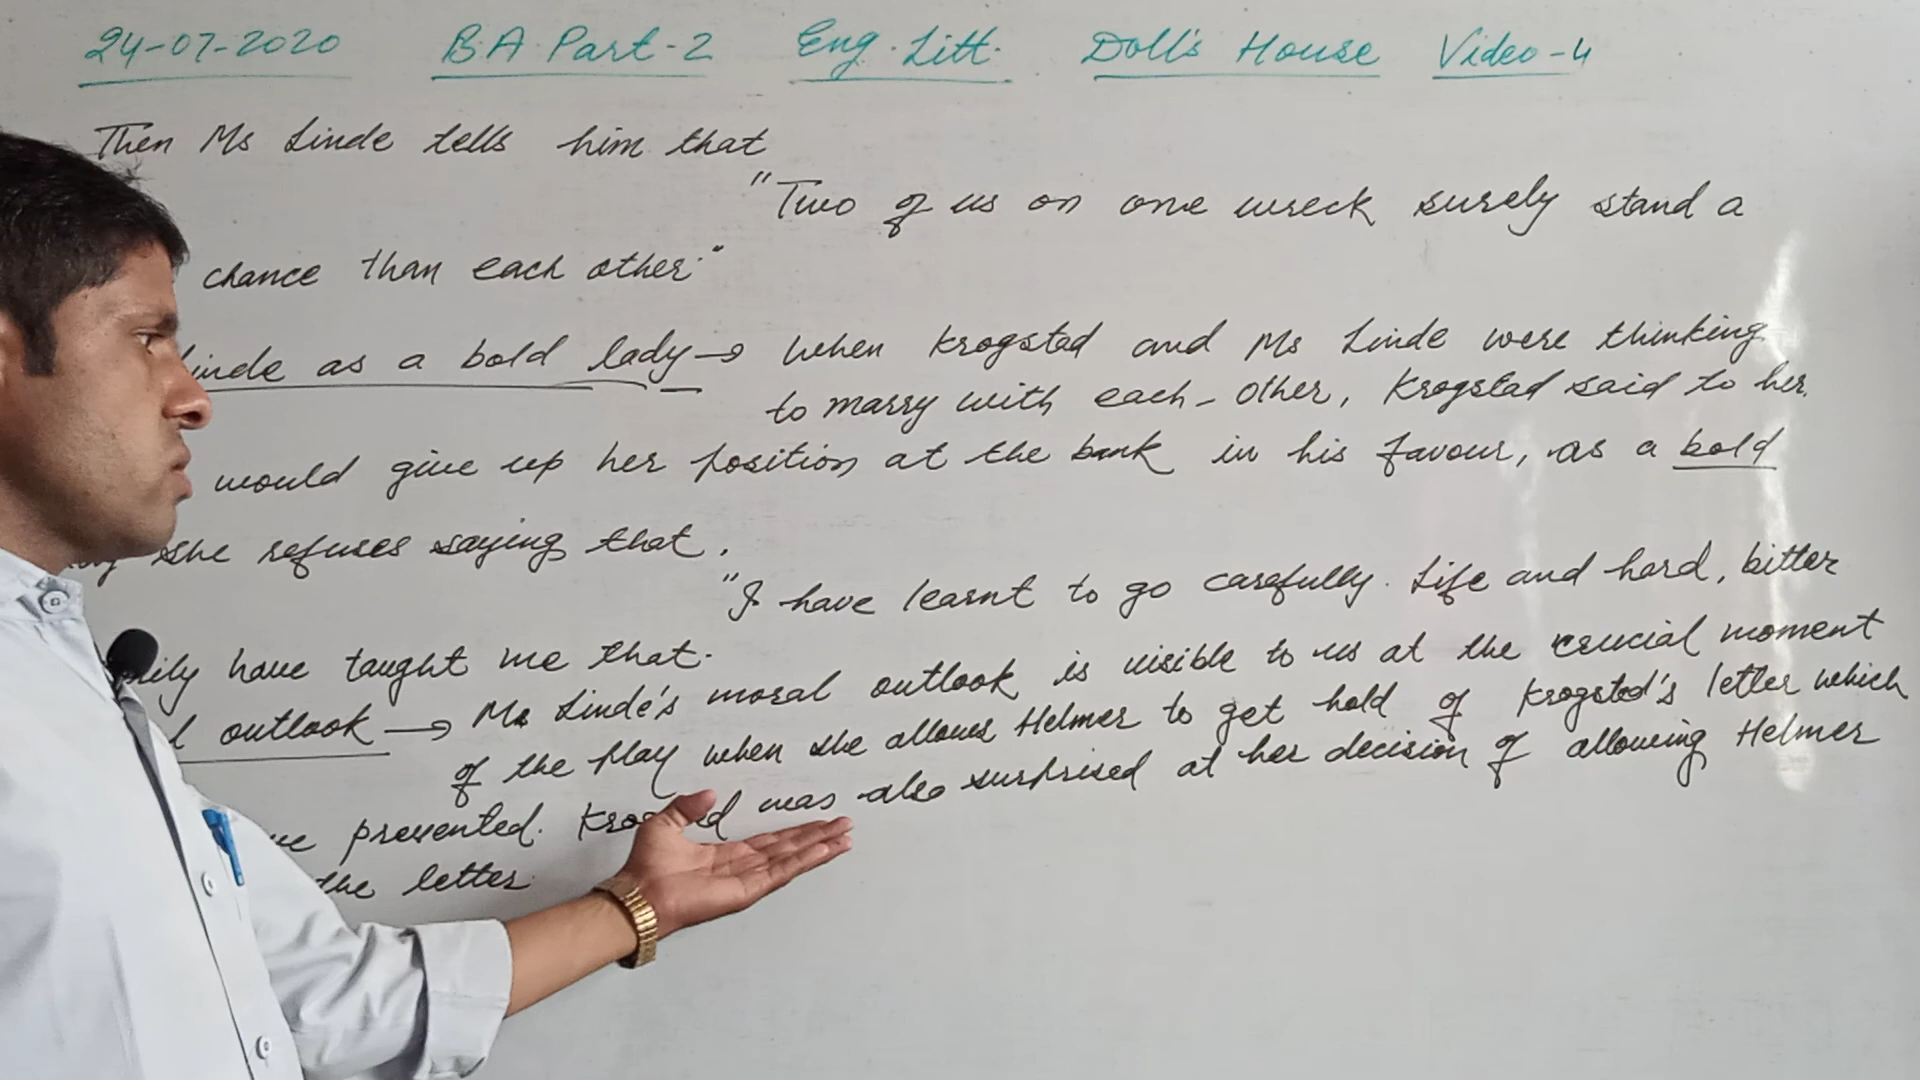 24-07-2020 B.A. Part-2 Eng. Litt. Doll's House Video-4
Then Ms Linde tells him that
"Two of us on one wreck surely stand a
chance than each other."
inde as a bold lady → When Krogstad and Ms Linde were thinking
to marry with each-other, Krogstad said to her
would give up her position at the bank in his favour, as a bold
she refuses saying that.
"I have learnt to go carefully. Life and hard, bitter
have taught me that.
outlook → Ms Linde's moral outlook is visible to us at the crucial moment
of the play when she allows Helmer to get hold of Krogstad's letter which
presented. was also surprised at her decision of allowing Helmer
the letter